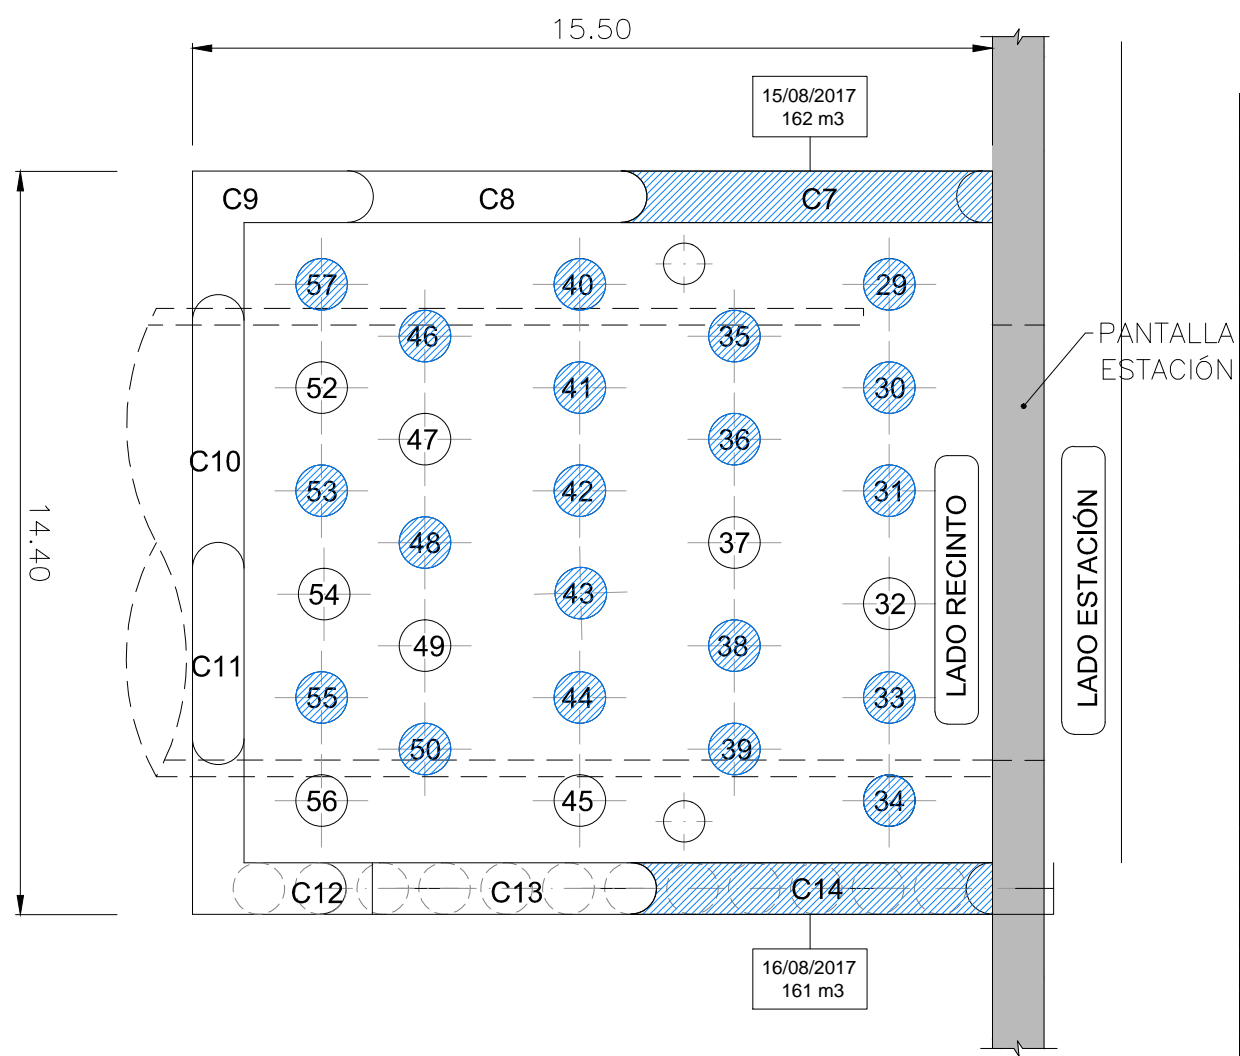 15.50
15/08/2017
162 m3
C9
C8
C7
57
40
29
46
35
PANTALLA
ESTACIÓN
52
41
30
47
36
C10
53
42
31
14.40
48
37
LADO RECINTO
LADO ESTACIÓN
54
43
32
49
38
C11
55
44
33
50
39
56
45
34
C12
C13
C14
16/08/2017
161 m3